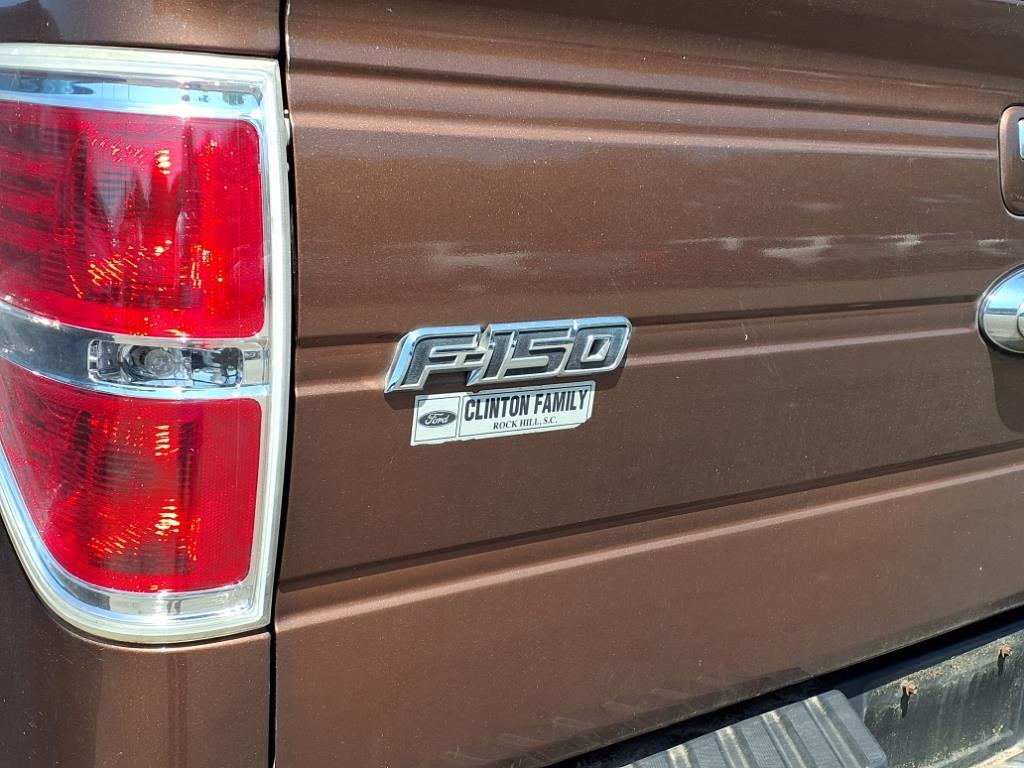 F-150
Ford
CLINTON FAMILY
ROCK HILL, S.C.